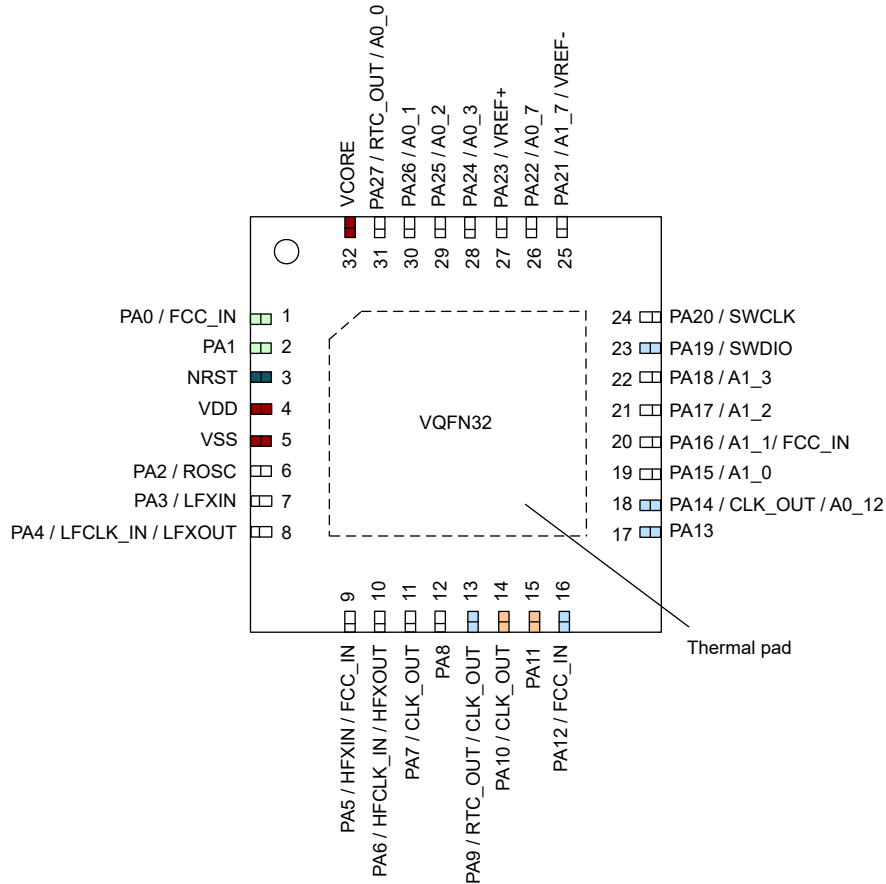 VCORE
PA27 / RTC_OUT / A0_0
PA26 / A0_1
PA25 / A0_2
PA24 / A0_3
PA23 / VREF+
PA22 / A0_7
PA21 / A1_7 / VREF-
32
31
30
29
28
27
26
25
PA0 / FCC_IN 1
PA1 2
NRST 3
VDD 4
VSS 5
PA2 / ROSC 6
PA3 / LFXIN 7
PA4 / LFCLK_IN / LFXOUT 8
VQFN32
24 PA20 / SWCLK
23 PA19 / SWDIO
22 PA18 / A1_3
21 PA17 / A1_2
20 PA16 / A1_1/ FCC_IN
19 PA15 / A1_0
18 PA14 / CLK_OUT / A0_12
17 PA13
9
10
11
12
13
14
15
16
PA5 / HFXIN / FCC_IN
PA6 / HFCLK_IN / HFXOUT
PA7 / CLK_OUT
PA8
PA9 / RTC_OUT / CLK_OUT
PA10 / CLK_OUT
PA11
PA12 / FCC_IN
Thermal pad